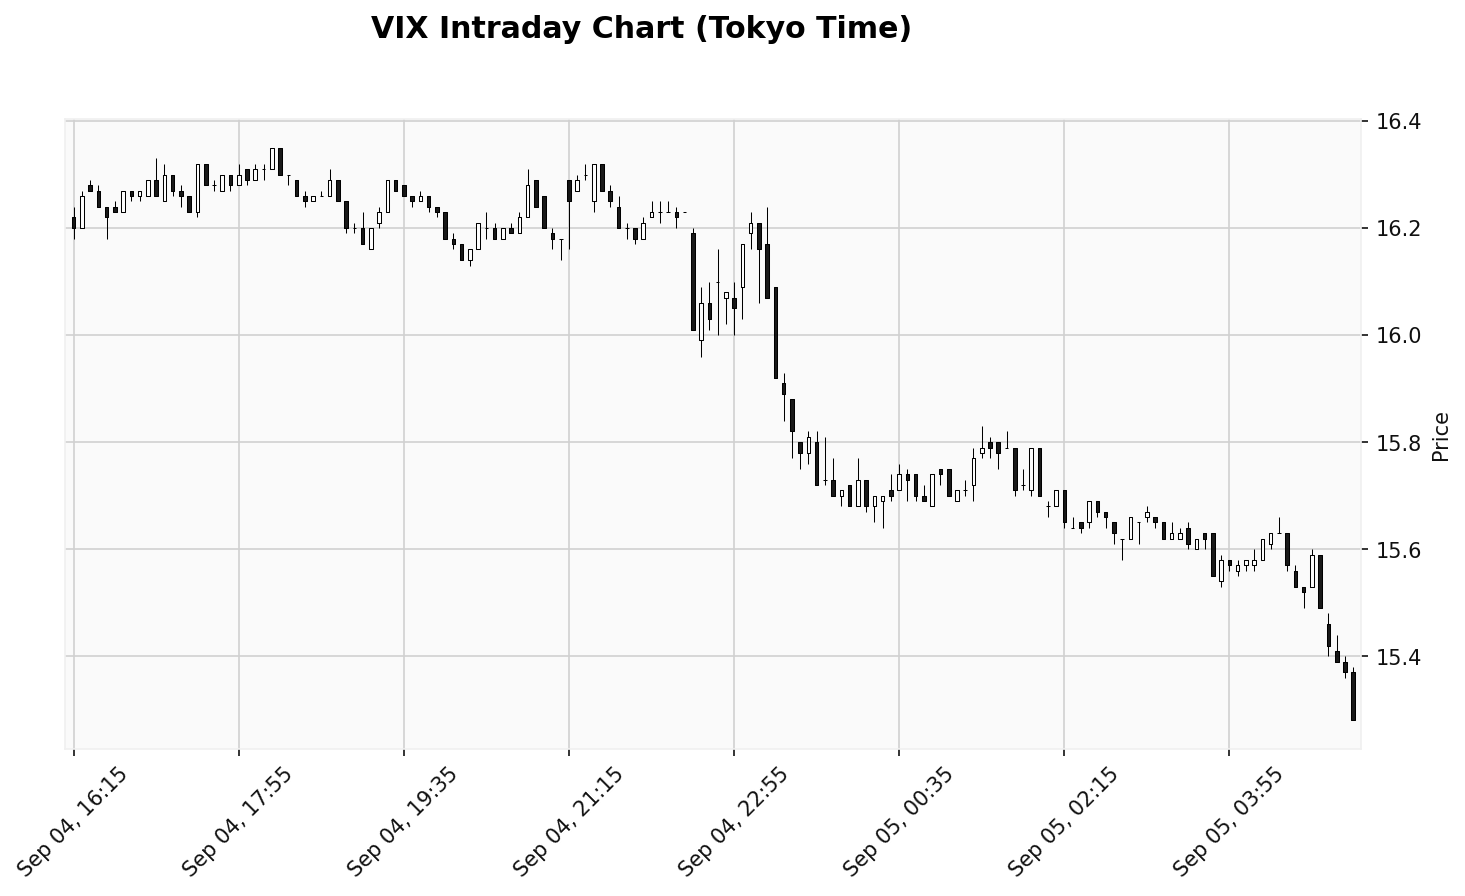 VIX Intraday Chart (Tokyo Time)
16.4
16.2
16.0
15.8
15.6
15.4
Price
Sep 04, 16:15
Sep 04, 17:55
Sep 04, 19:35
Sep 04, 21:15
Sep 04, 22:55
Sep 05, 00:35
Sep 05, 02:15
Sep 05, 03:55